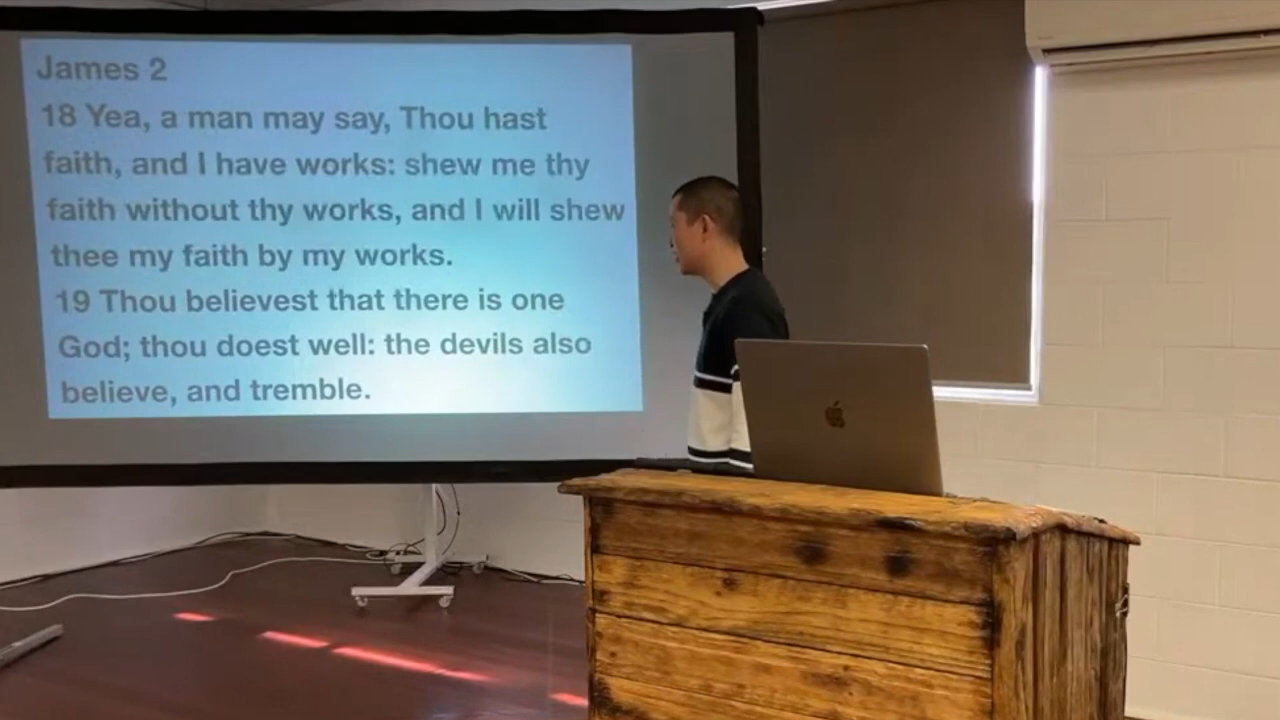 James 2
18 Yea, a man may say, Thou hast
faith, and I have works: shew me thy
faith without thy works, and I will shew
thee my faith by my works.
19 Thou believest that there is one
God; thou doest well: the devils also
believe, and tremble.